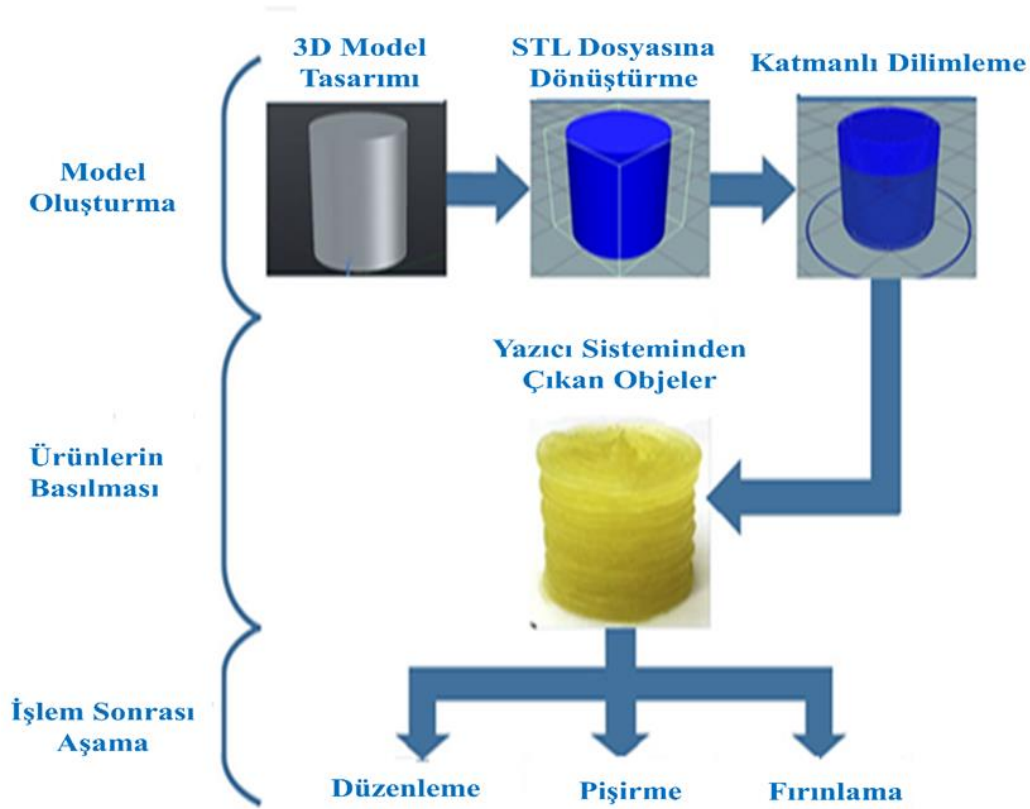 3D Model
Tasarımı
STL Dosyasına
Dönüştürme
Katmanlı Dilimleme
Model
Oluşturma
Yazıcı Sisteminden
Çıkan Objeler
Ürünlerin
Basılması
İşlem Sonrası
Aşama
Düzenleme
Pişirme
Fırınlama